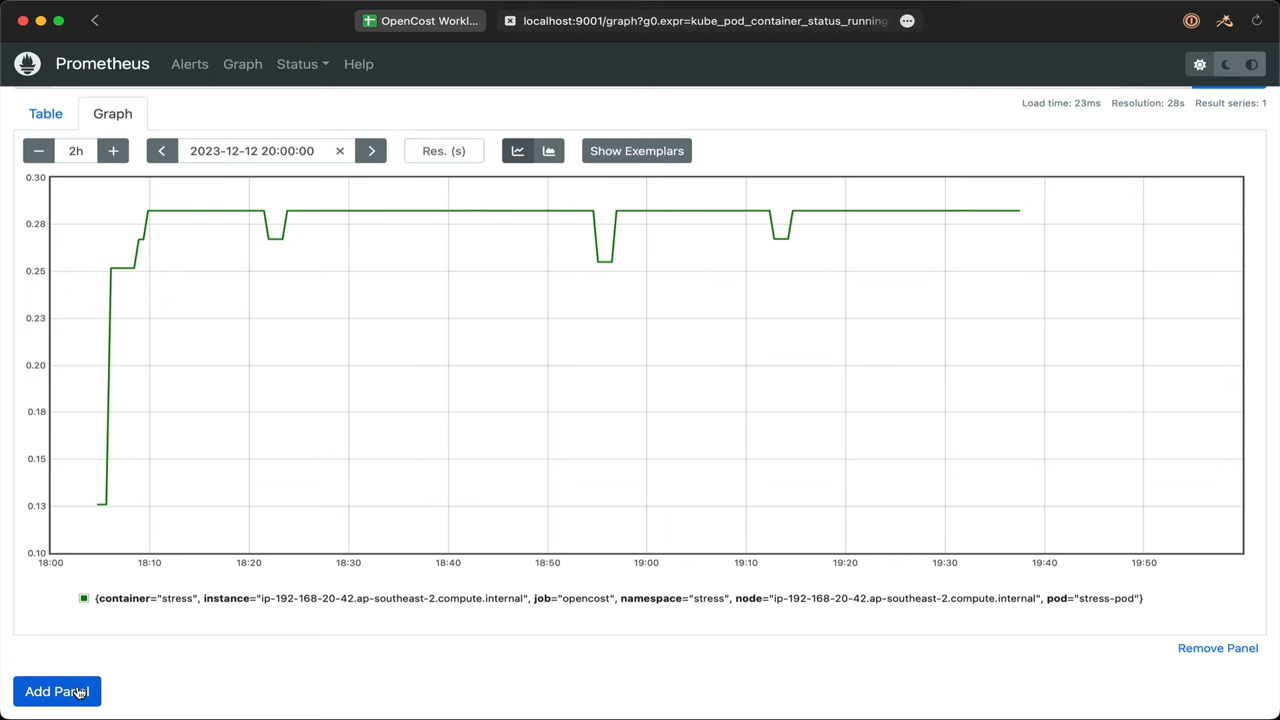 OpenCost Workl...
localhost:9001/graph?g0.expr=kube_pod_container_status_running
Prometheus Alerts Graph Status Help
Table Graph
Load time: 23ms Resolution: 28s Result series: 1
− 2h + 2023-12-12 20:00:00 × Res. (s) Show Exemplars
0.30
0.28
0.25
0.23
0.20
0.18
0.15
0.13
0.10
18:00 18:10 18:20 18:30 18:40 18:50 19:00 19:10 19:20 19:30 19:40 19:50
{container="stress", instance="ip-192-168-20-42.ap-southeast-2.compute.internal", job="opencost", namespace="stress", node="ip-192-168-20-42.ap-southeast-2.compute.internal", pod="stress-pod"}
Remove Panel
Add Panel